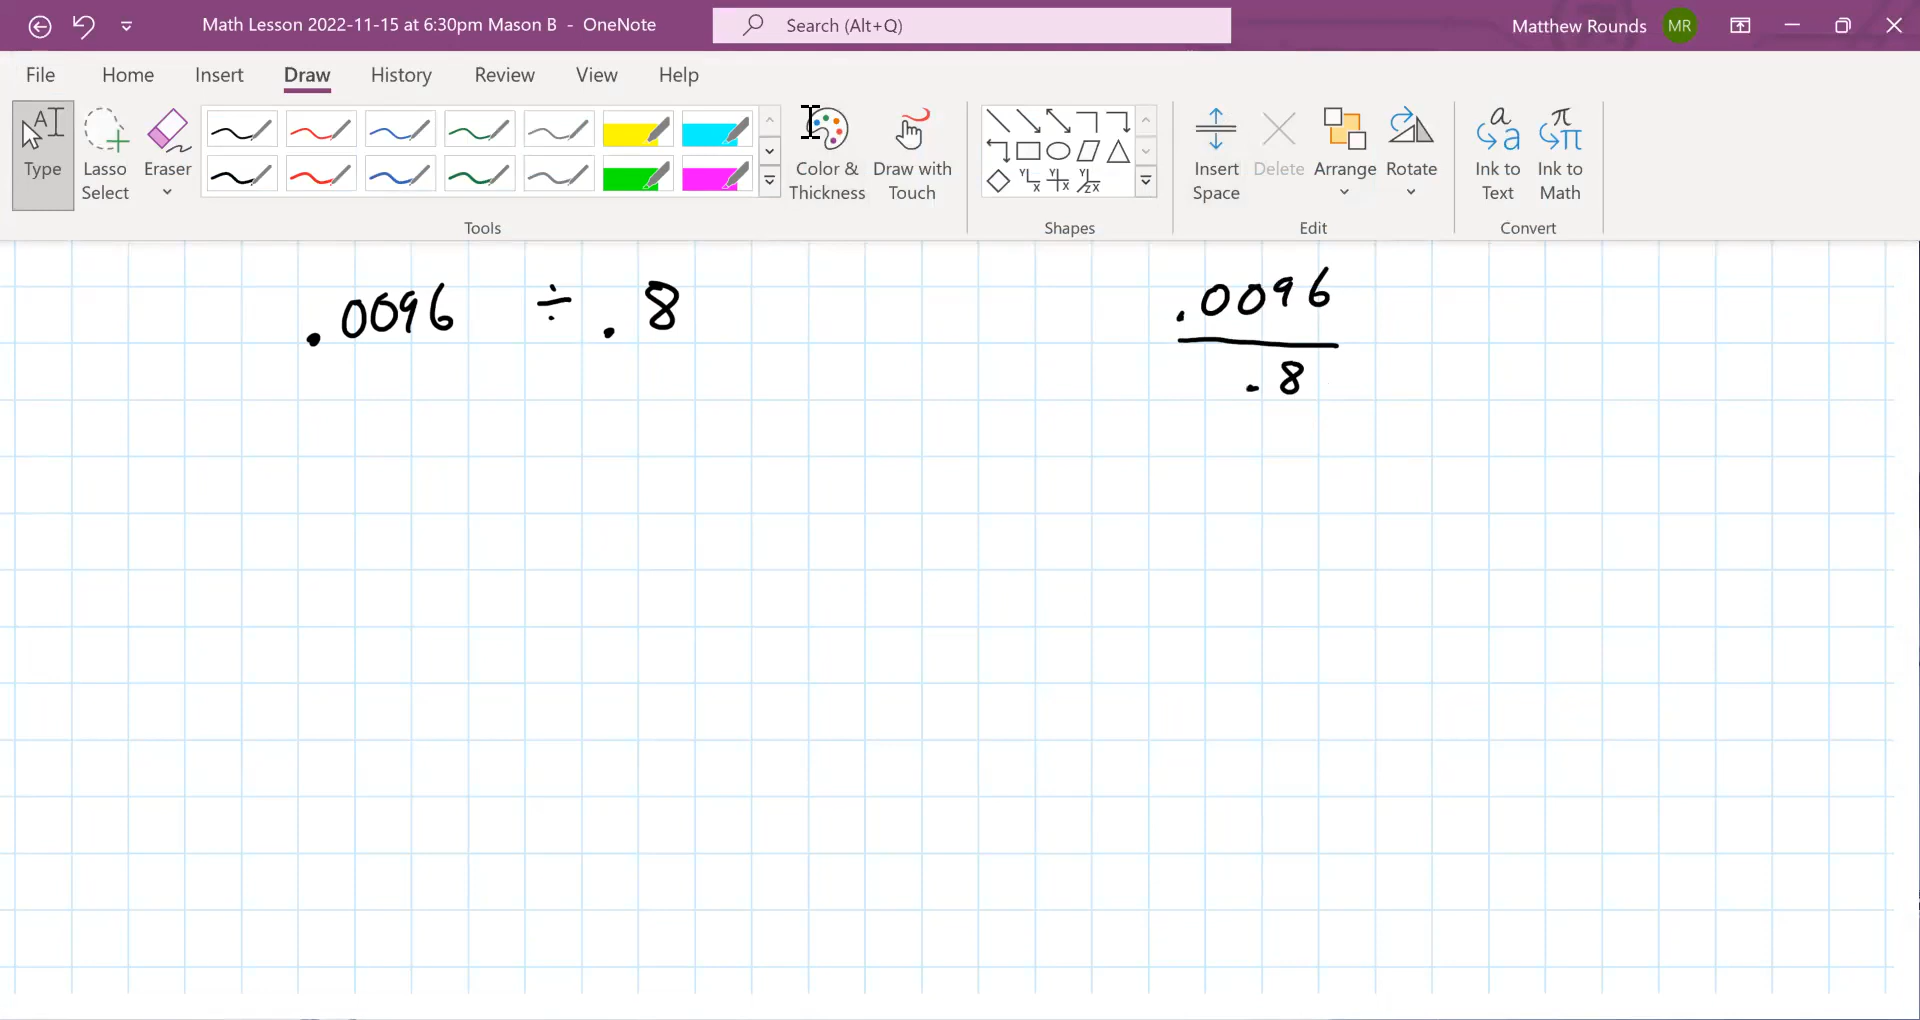 Math Lesson 2022-11-15 at 6:30pm Mason B - OneNote
Search (Alt+Q)
Matthew Rounds MR
File Home Insert Draw History Review View Help
Type
Lasso Select
Eraser
Color & Thickness
Draw with Touch
Insert Space
Delete
Arrange
Rotate
Ink to Text
Ink to Math
Tools Shapes Edit Convert
.0096 ÷ .8
.0096
.8